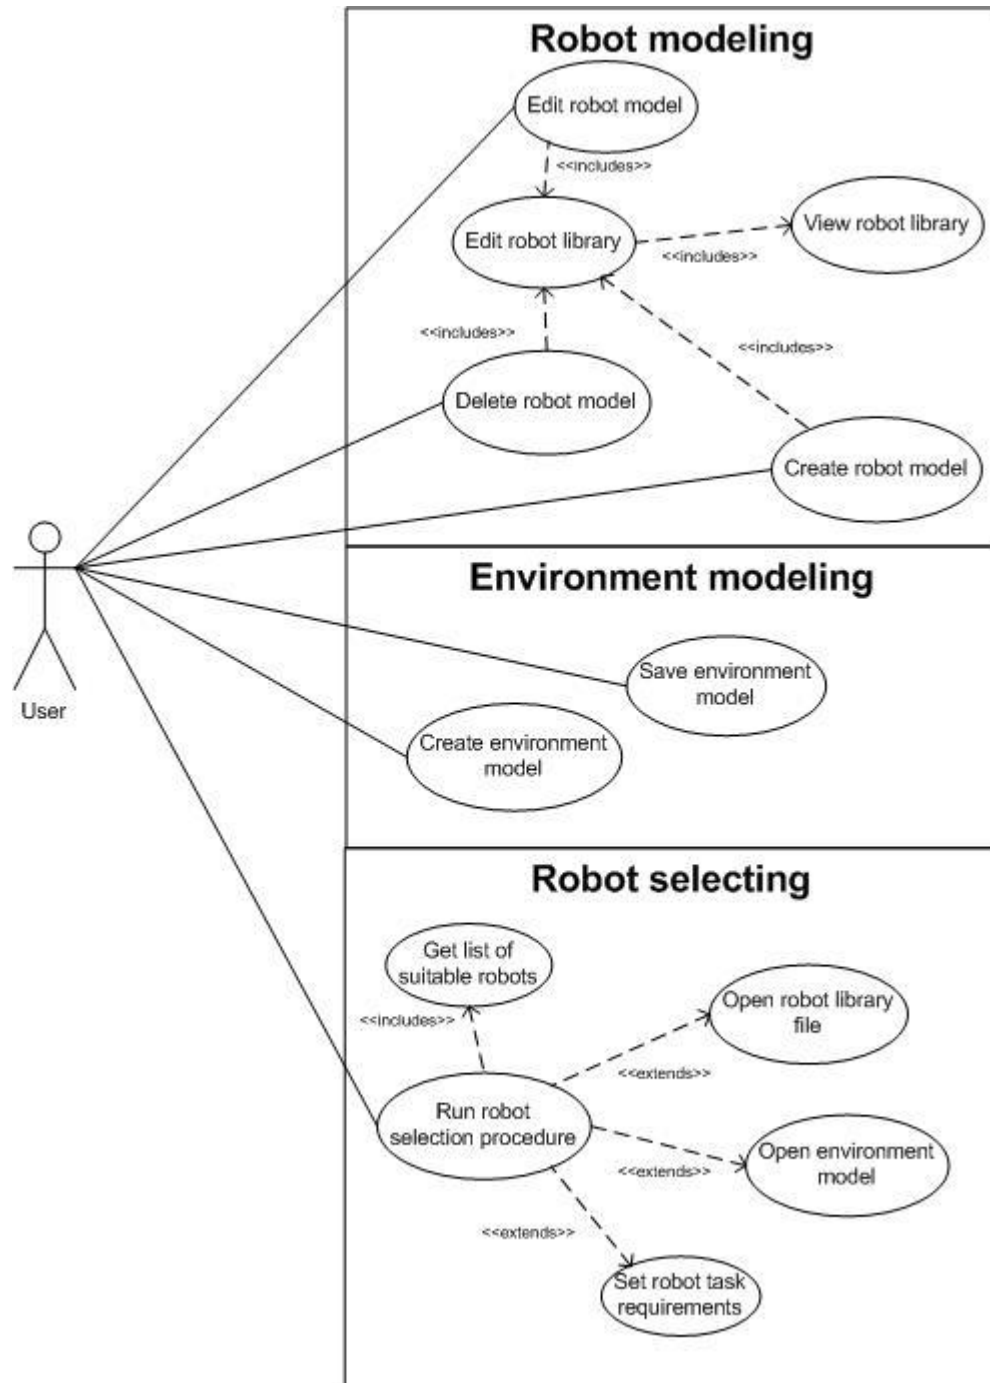 Robot modeling
Edit robot model
<<includes>>
Edit robot library
View robot library
<<includes>>
<<includes>>
<<includes>>
Delete robot model
Create robot model
User
Environment modeling
Save environment
model
Create environment
model
Robot selecting
Get list of
suitable robots
<<includes>>
Open robot library
file
<<extends>>
Run robot
selection procedure
Open environment
model
<<extends>>
<<extends>>
Set robot task
requirements